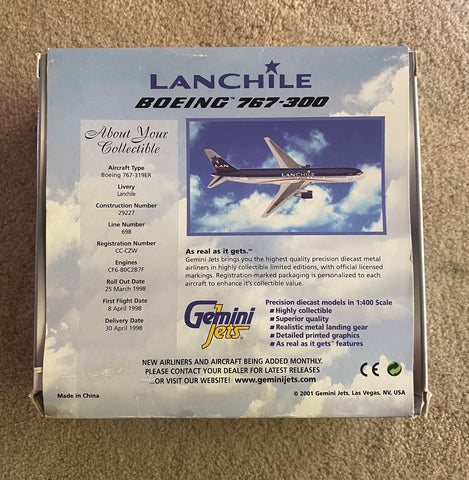 LANCHILE
BOEING™ 767-300
About Your
Collectible
Aircraft Type
Boeing 767-319ER
Livery
Lanchile
Construction Number
29227
Line Number
698
Registration Number
CC-CZW
Engines
CF6-80C2B7F
Roll Out Date
25 March 1998
First Flight Date
8 April 1998
Delivery Date
30 April 1998
LANCHILE
As real as it gets.™
Gemini Jets brings you the highest quality precision diecast metal
airliners in highly collectible limited editions, with official licensed
markings. Registration-marked packaging is personalized to each
aircraft to enhance it's collectible value.
Gemini
Jets
Precision diecast models in 1:400 Scale
■ Highly collectible
■ Superior quality
■ Realistic metal landing gear
■ Detailed printed graphics
■ As real as it gets™ features
NEW AIRLINERS AND AIRCRAFT BEING ADDED MONTHLY.
PLEASE CONTACT YOUR DEALER FOR LATEST RELEASES
...OR VISIT OUR WEBSITE! www.geminijets.com
CE
Made in China
© 2001 Gemini Jets, Las Vegas, NV, USA